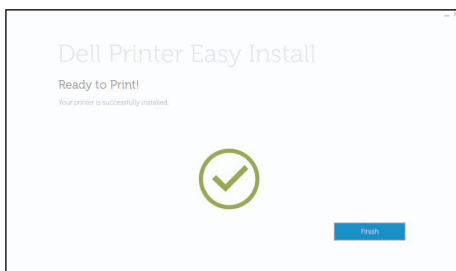 Dell Printer Easy Install
Ready to Print!
Your printer is successfully installed.
Finish